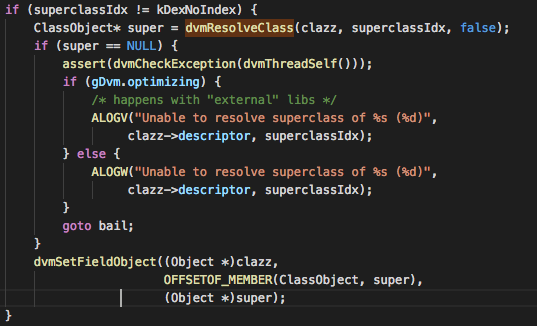 if (superclassIdx != kDexNoIndex) {
    ClassObject* super = dvmResolveClass(clazz, superclassIdx, false);
    if (super == NULL) {
        assert(dvmCheckException(dvmThreadSelf()));
        if (gDvm.optimizing) {
            /* happens with "external" libs */
            ALOGV("Unable to resolve superclass of %s (%d)",
                 clazz->descriptor, superclassIdx);
        } else {
            ALOGW("Unable to resolve superclass of %s (%d)",
                 clazz->descriptor, superclassIdx);
        }
        goto bail;
    }
    dvmSetFieldObject((Object *)clazz,
                      OFFSETOF_MEMBER(ClassObject, super),
                      (Object *)super);
}